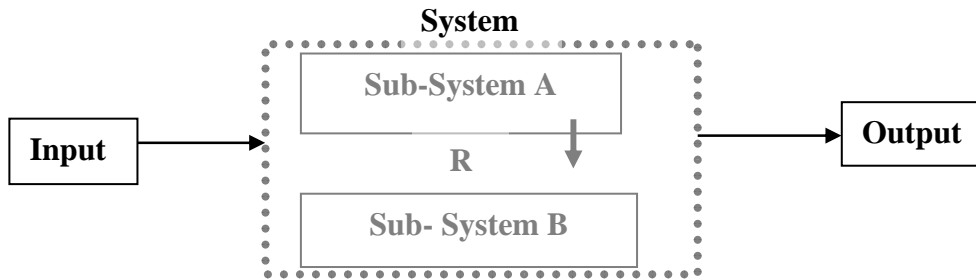 System
Sub-System A
Input
Output
R
Sub- System B